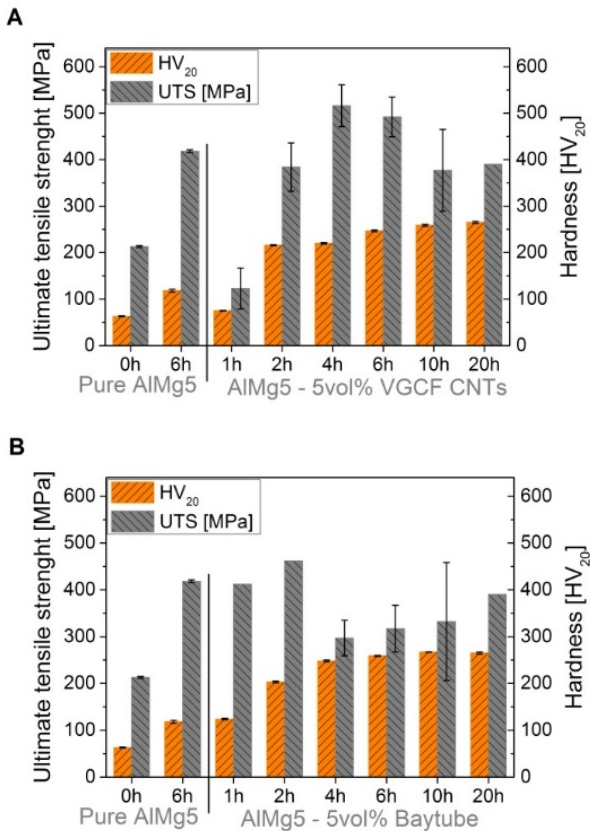 A
HV20
UTS [MPa]
Ultimate tensile strenght [MPa]
600
500
400
300
200
100
0
600
500
400
300
200
100
0
Hardness [HV20]
0h 6h 1h 2h 4h 6h 10h 20h
Pure AlMg5 AlMg5 - 5vol% VGCF CNTs
B
HV20
UTS [MPa]
Ultimate tensile strenght [MPa]
600
500
400
300
200
100
0
600
500
400
300
200
100
0
Hardness [HV20]
0h 6h 1h 2h 4h 6h 10h 20h
Pure AlMg5 AlMg5 - 5vol% Baytube